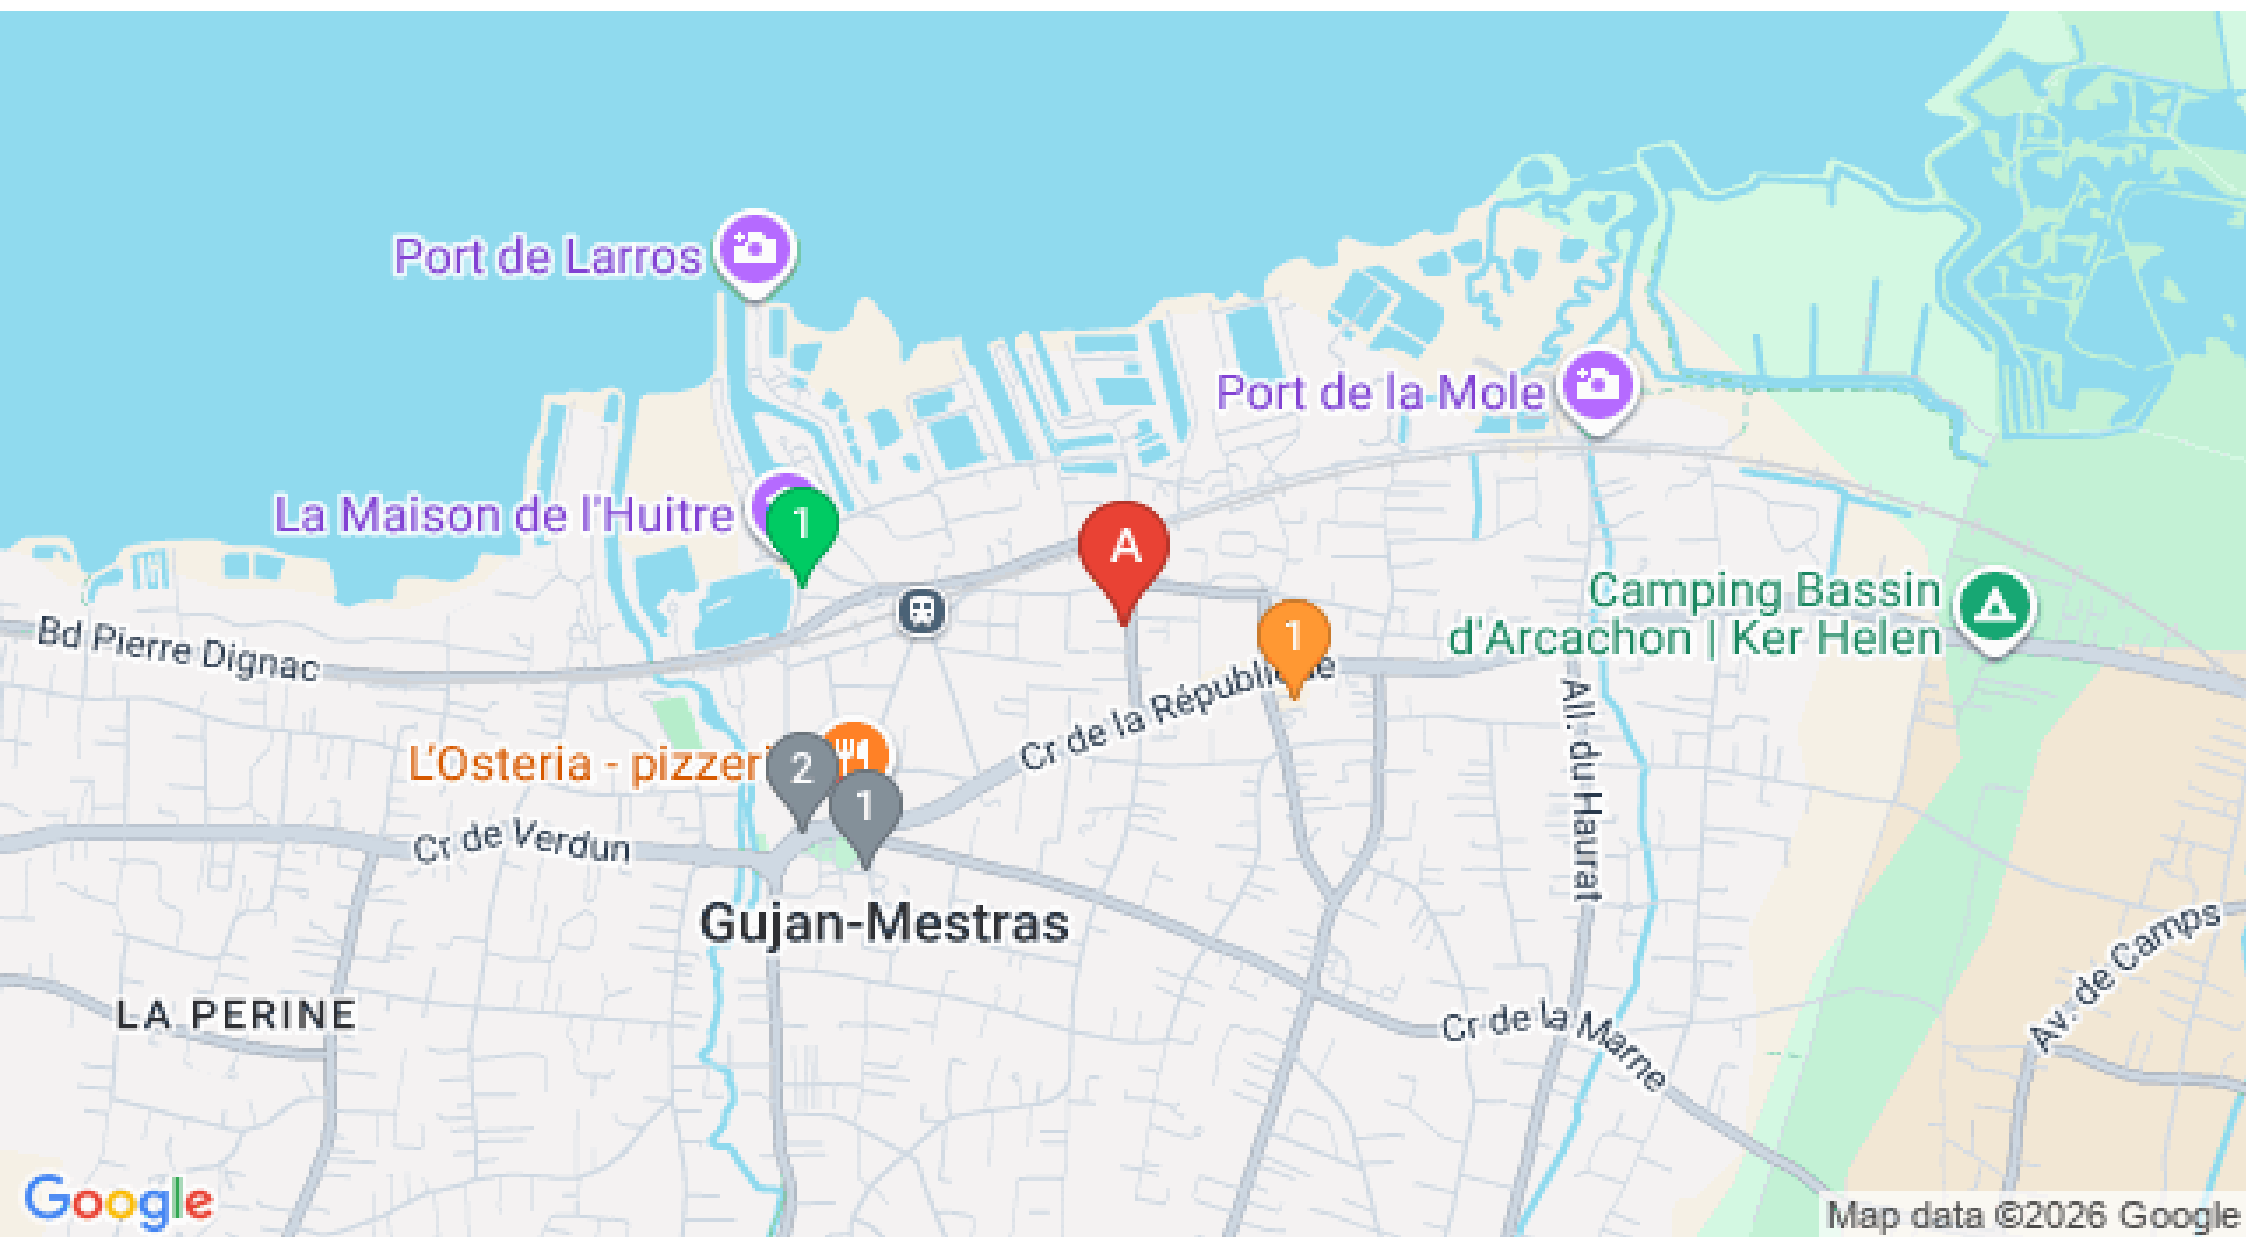 Port de Larros
Port de la Mole
La Maison de l'Huitre
1
A
Camping Bassin
d'Arcachon | Ker Helen
1
Bd Pierre Dignac
Cr de la République
All. du Haurat
L'Osteria - pizzeri
2
1
Cr de Verdun
Gujan-Mestras
Av. de Camps
LA PERINE
Cr de la Marne
Google
Map data ©2026 Google